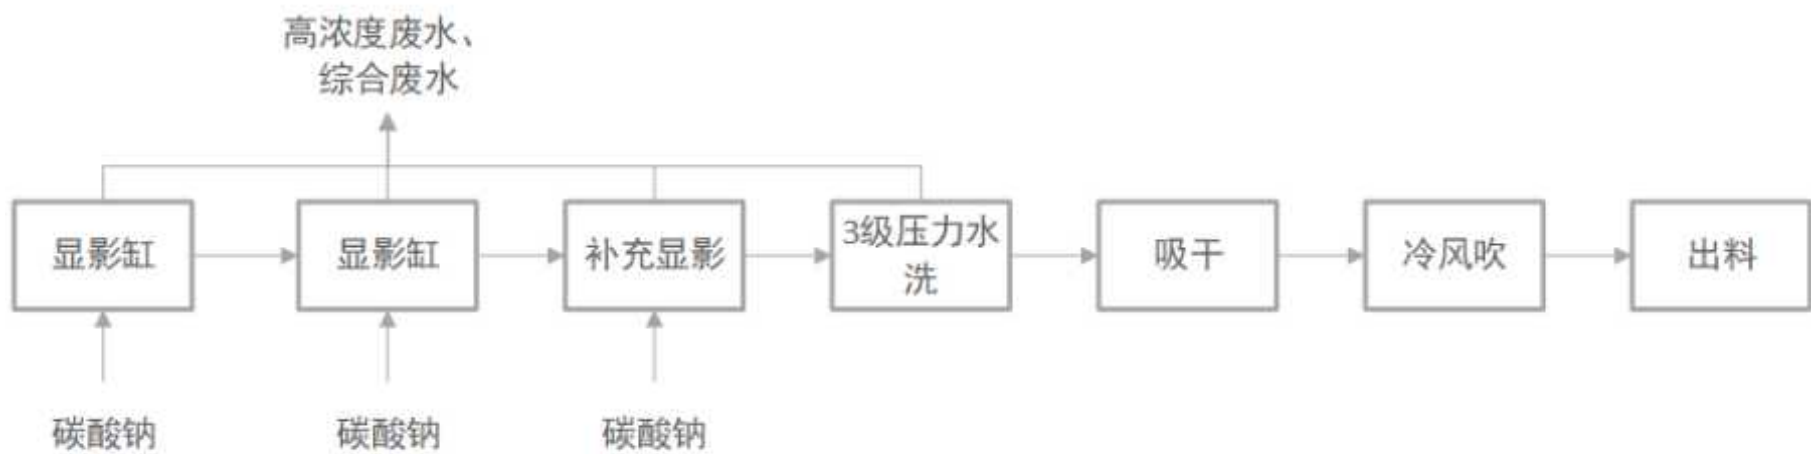 高浓度废水、
综合废水
显影缸
显影缸
补充显影
3级压力水
洗
吸干
冷风吹
出料
碳酸钠
碳酸钠
碳酸钠